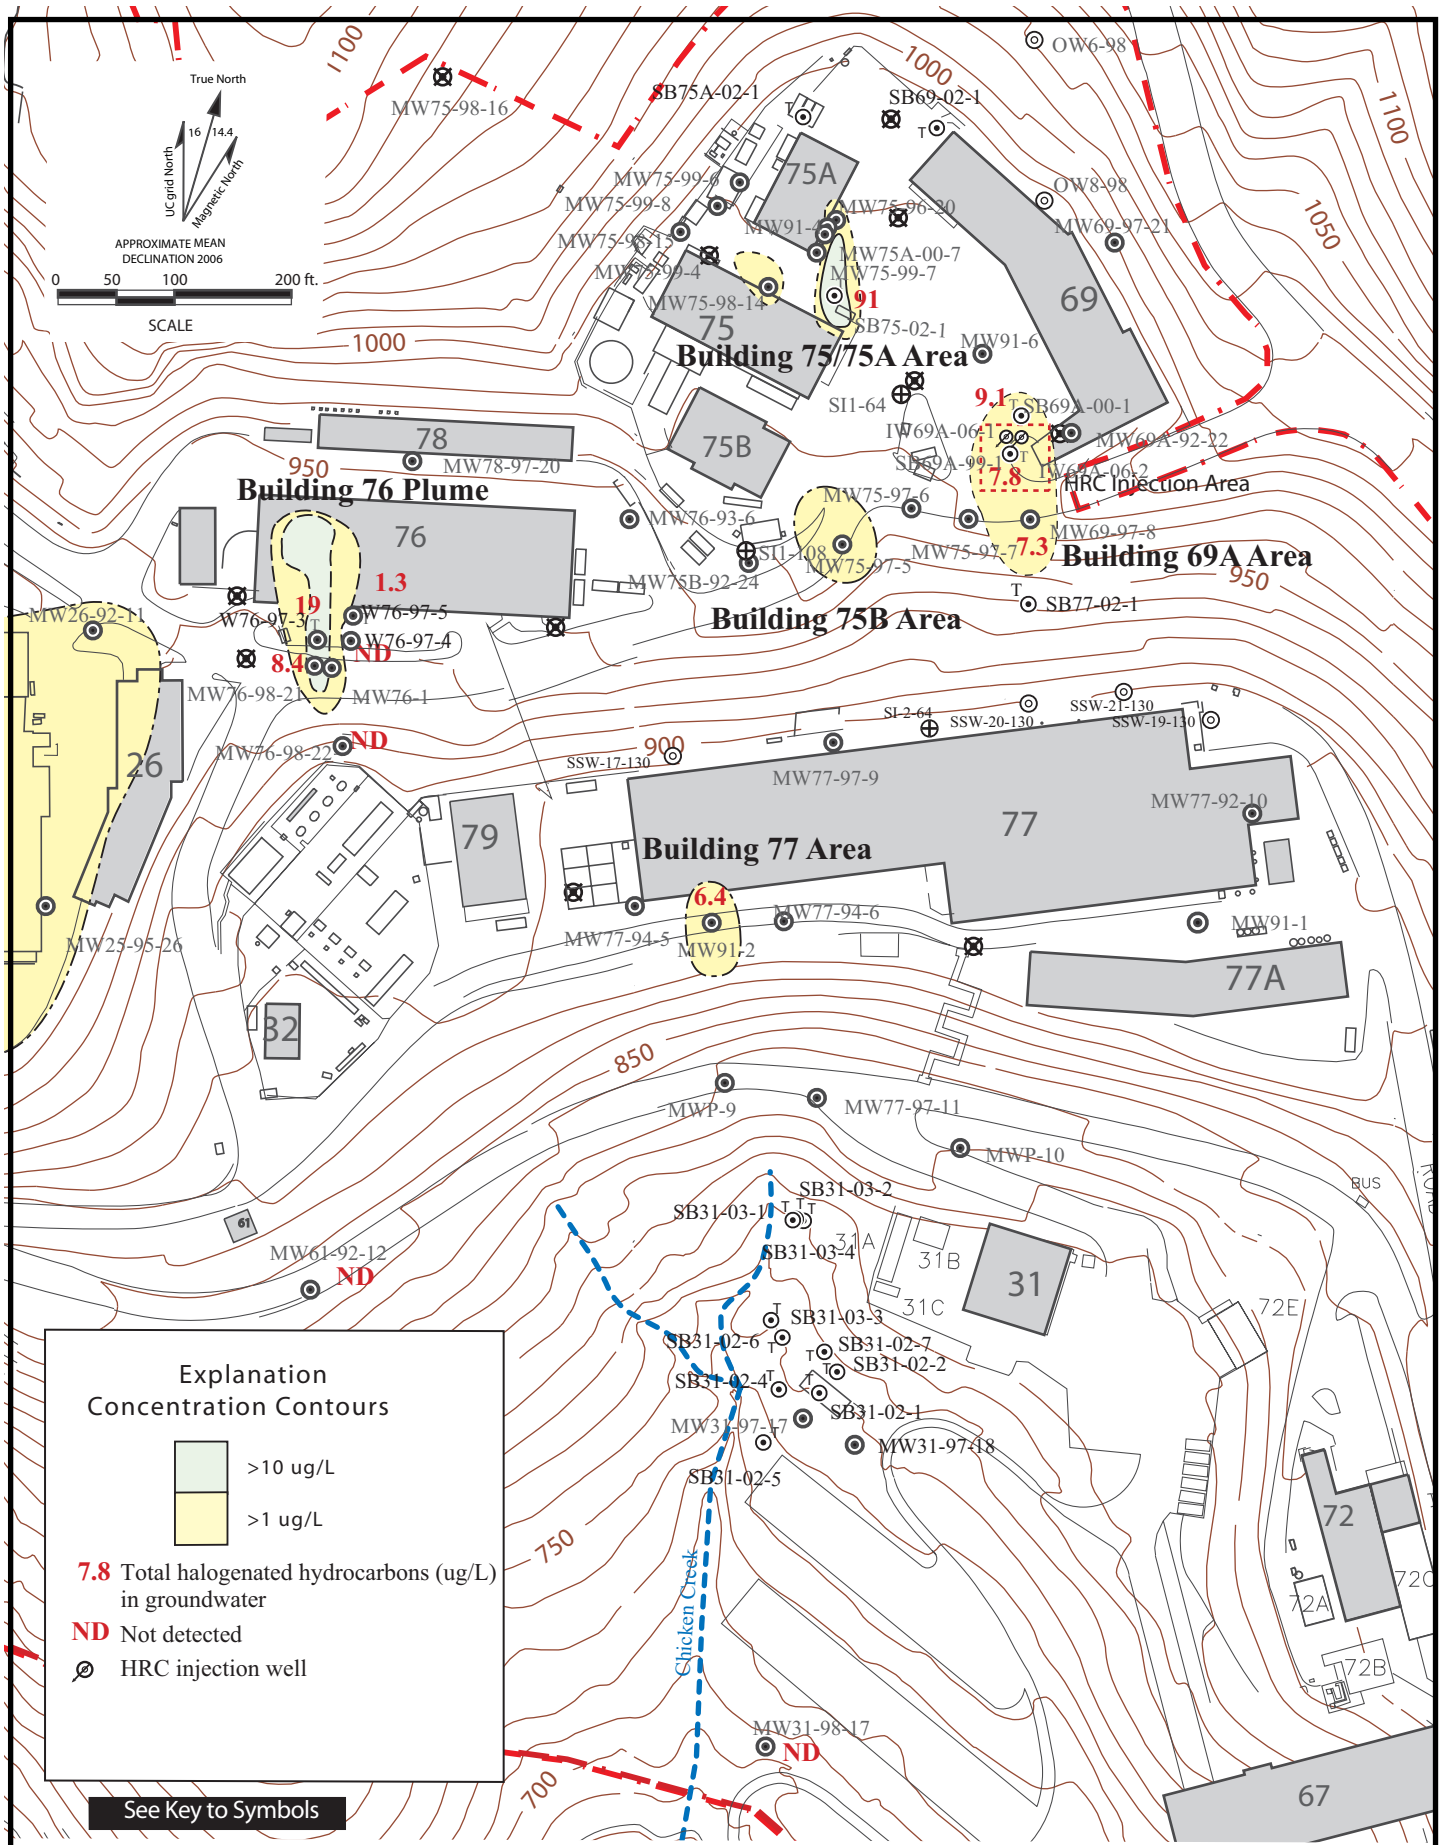 1100
True North
16
14.4
UC grid North
Magnetic North
APPROXIMATE MEAN
DECLINATION 2006
0 50 100 200 ft.
SCALE
MW75-98-16
SB75A-02-1
1000
SB69-02-1
OW6-98
1100
T
T
75A
MW75-99-6
MW75-99-8
MW75-98-15
MW75-99-4
MW75-98-14
MW91-4
MW75-96-20
MW75A-00-7
MW75-99-7
91
SB75-02-1
OW8-98
MW69-97-21
1050
69
75
1000
Building 75/75A Area
MW91-6
SI1-64
9.1
T
SB69A-00-1
IW69A-06-1
MW69A-92-22
SB69A-99-1
T
IW69A-06-2
7.8
HRC Injection Area
78
75B
950
MW78-97-20
Building 76 Plume
76
MW76-93-6
MW75-97-6
MW69-97-8
SI1-108
MW75-97-5
MW75-97-7
7.3
Building 69A Area
MW75B-92-24
950
1.3
19
W76-97-5
W76-97-3
T
W76-97-4
ND
8.4
MW26-92-11
Building 75B Area
T
SB77-02-1
MW76-98-21
MW76-1
MW76-98-22
ND
26
SI-2-64
SSW-20-130
SSW-21-130
SSW-19-130
900
SSW-17-130
MW77-97-9
MW77-92-10
77
79
Building 77 Area
6.4
MW77-94-6
MW77-94-5
MW91-2
MW91-1
MW25-95-26
77A
32
850
MWP-9
MW77-97-11
MWP-10
BUS
ROAD
61
MW61-92-12
ND
SB31-03-2
SB31-03-1
T
T
T
SB31-03-4
31A
31B
31C
31
72E
T
SB31-03-3
SB31-02-6
T
SB31-02-7
T
SB31-02-2
T
SB31-02-4
T
T
SB31-02-1
MW31-97-17
T
MW31-97-18
SB31-02-5
750
Chicken Creek
72
72C
72A
72B
MW31-98-17
ND
700
67
Explanation
Concentration Contours
>10 ug/L
>1 ug/L
7.8 Total halogenated hydrocarbons (ug/L)
in groundwater
ND Not detected
HRC injection well
See Key to Symbols